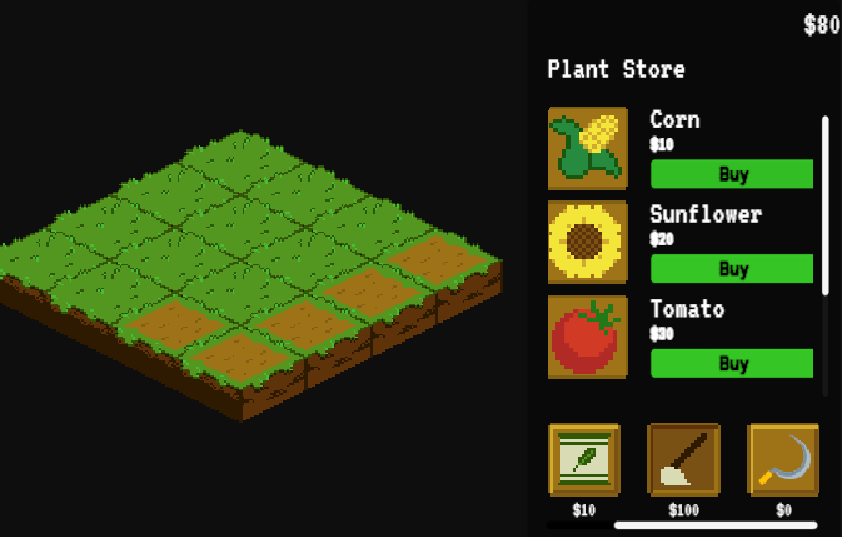 $80
Plant Store
Corn
$10
Buy
Sunflower
$20
Buy
Tomato
$30
Buy
$10 $100 $0